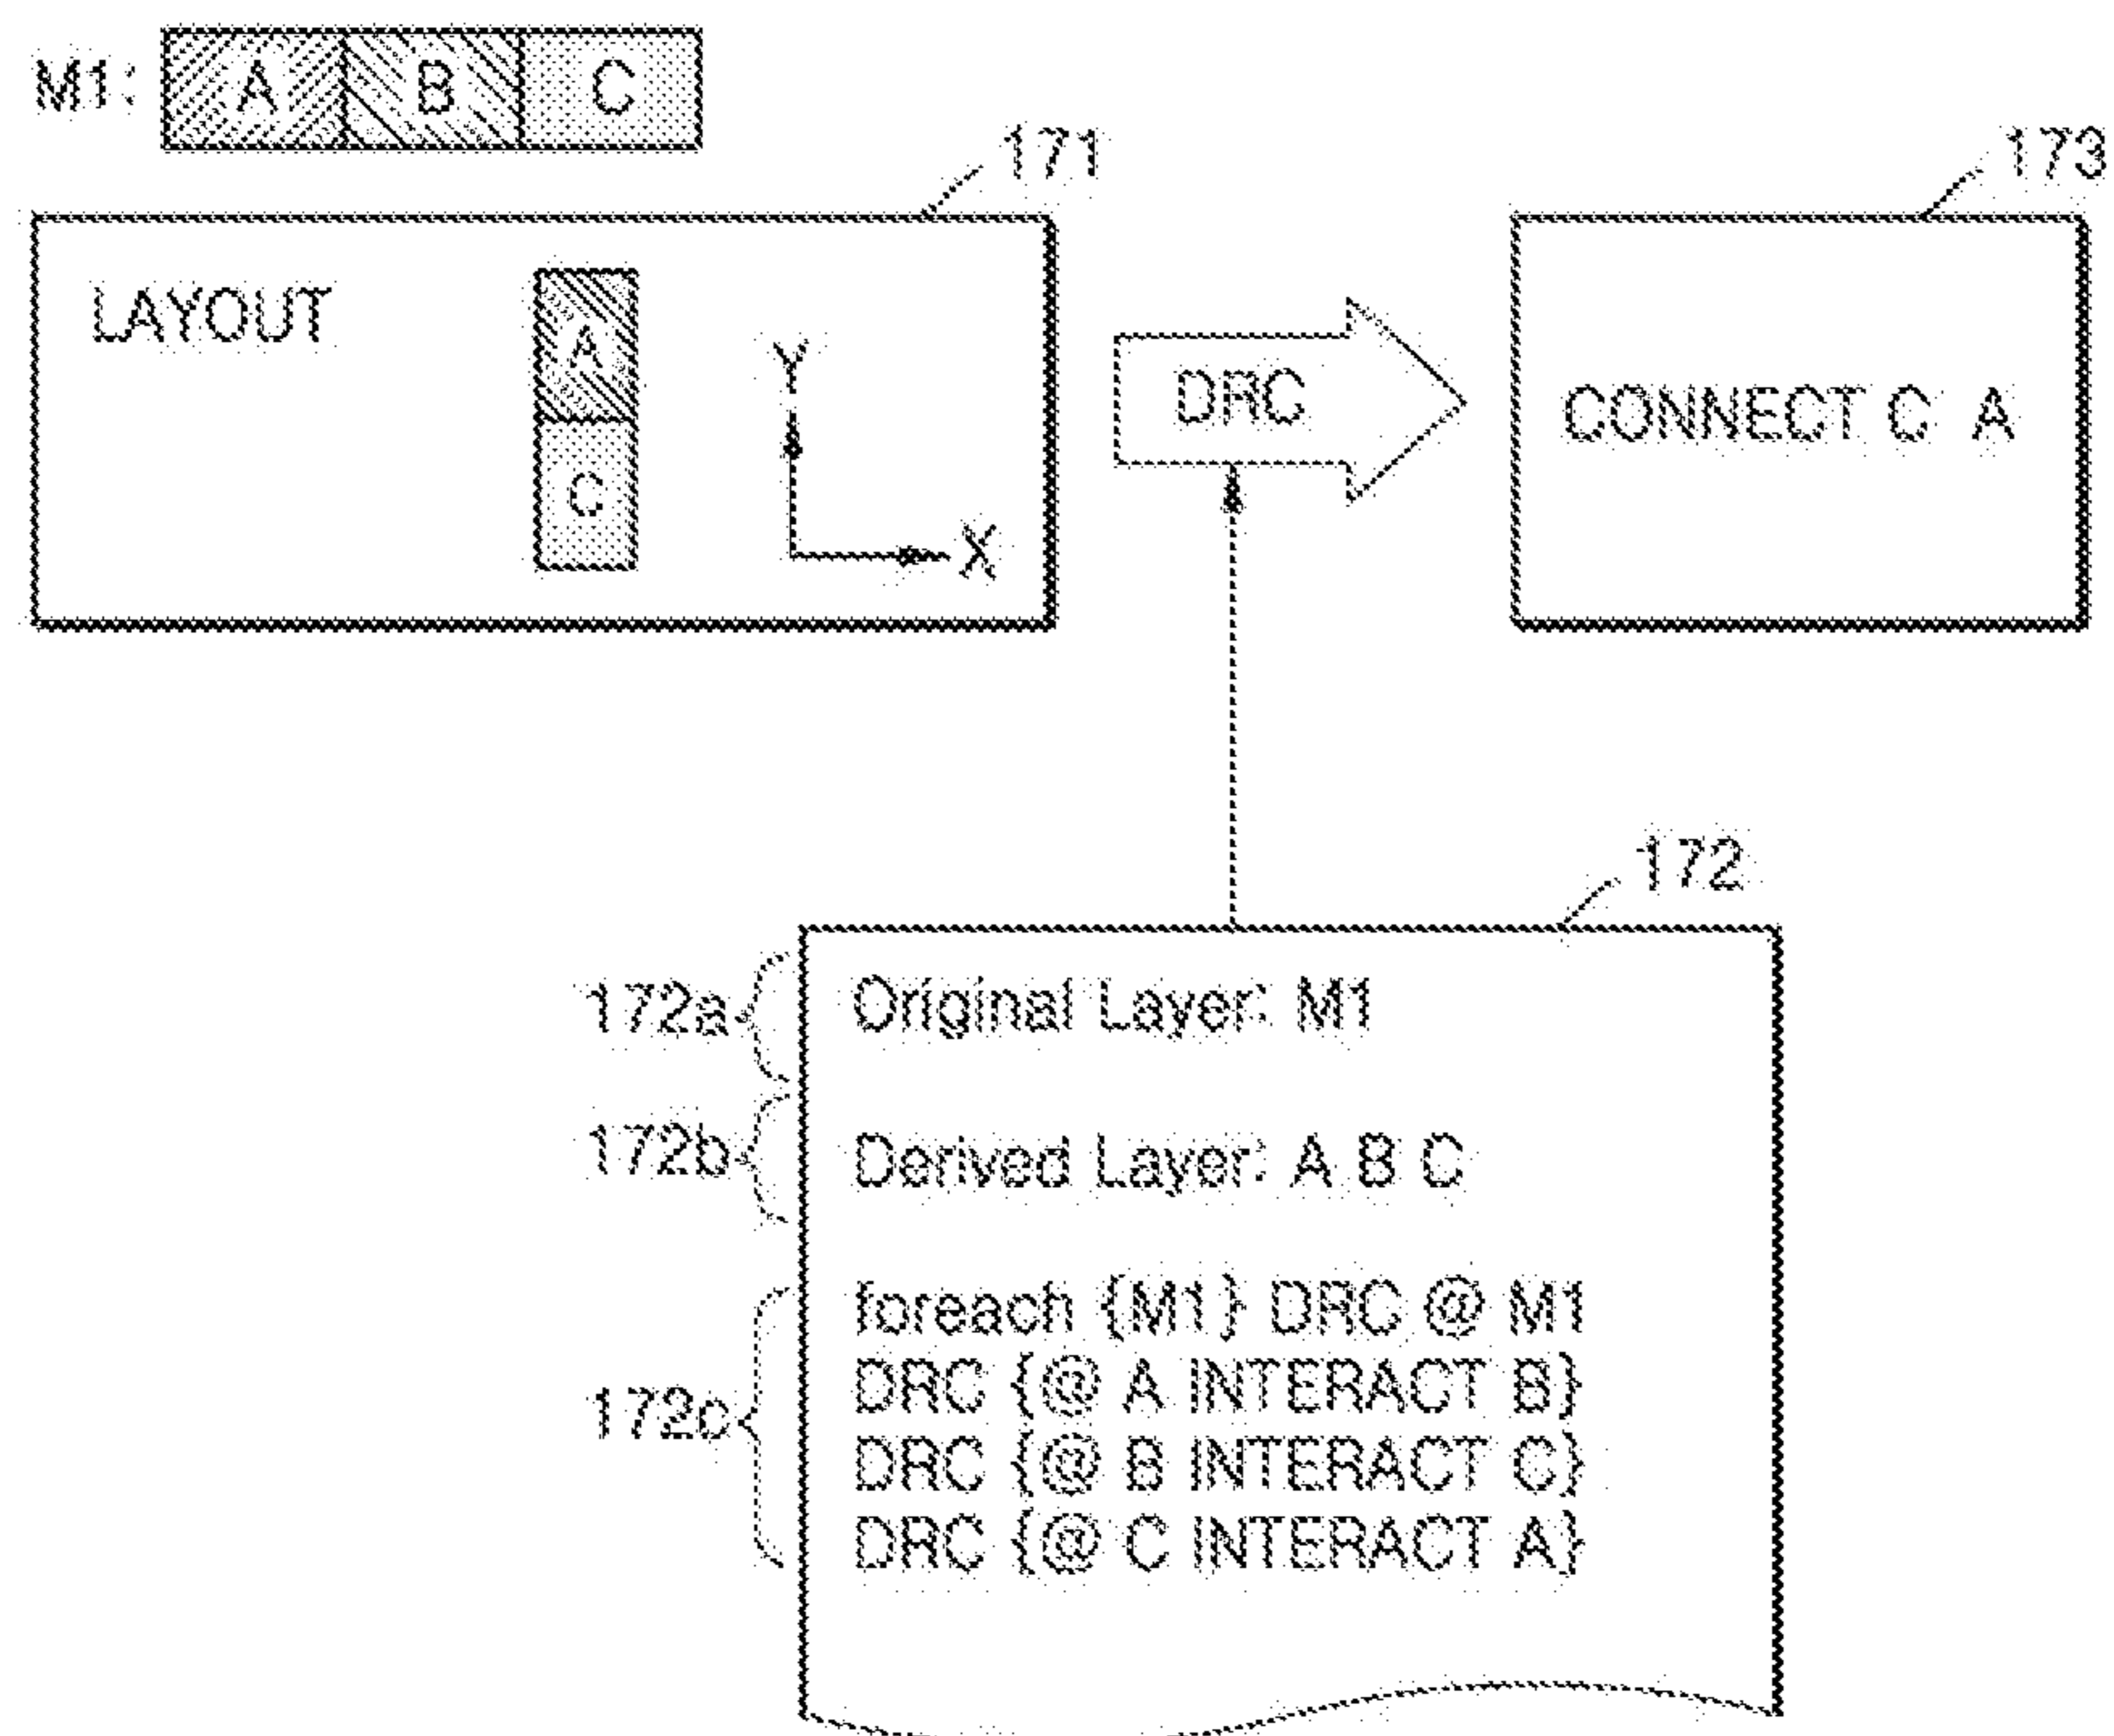 M1: A B C
171
173
LAYOUT
A
C
Y
X
DRC
CONNECT C A
172
172a
Original Layer: M1
172b
Derived Layer: A B C
172c
foreach {M1} DRC @ M1
DRC {@ A INTERACT B}
DRC {@ B INTERACT C}
DRC {@ C INTERACT A}